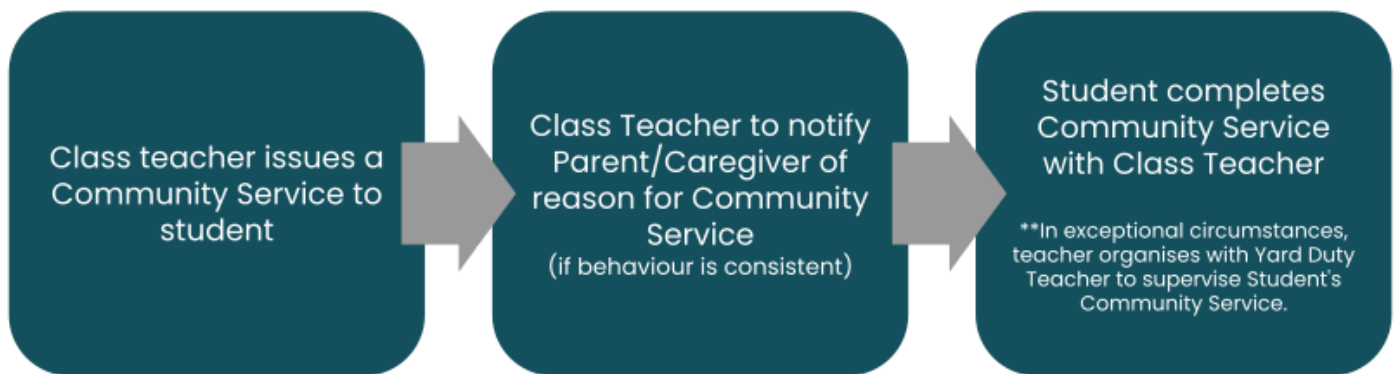 Class teacher issues a
Community Service to
student
Class Teacher to notify
Parent/Caregiver of
reason for Community
Service
(if behaviour is consistent)
Student completes
Community Service
with Class Teacher
**In exceptional circumstances,
teacher organises with Yard Duty
Teacher to supervise Student's
Community Service.